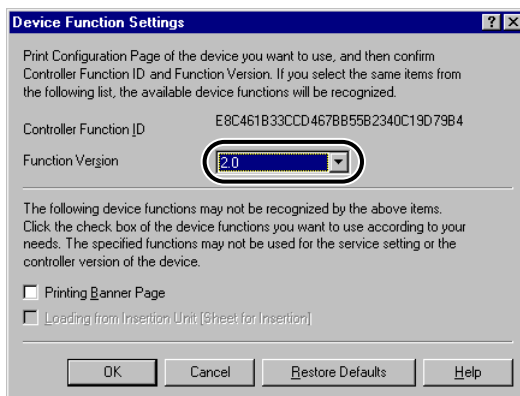 Device Function Settings
Print Configuration Page of the device you want to use, and then confirm
Controller Function ID and Function Version. If you select the same items from
the following list, the available device functions will be recognized.
Controller Function ID E8C461B33CCD467BB55B2340C19D79B4
Function Version 2.0
The following device functions may not be recognized by the above items.
Click the check box of the device functions you want to use according to your
needs. The specified functions may not be used for the service setting or the
controller version of the device.
Printing Banner Page
Loading from Insertion Unit [Sheet for Insertion]
OK Cancel Restore Defaults Help